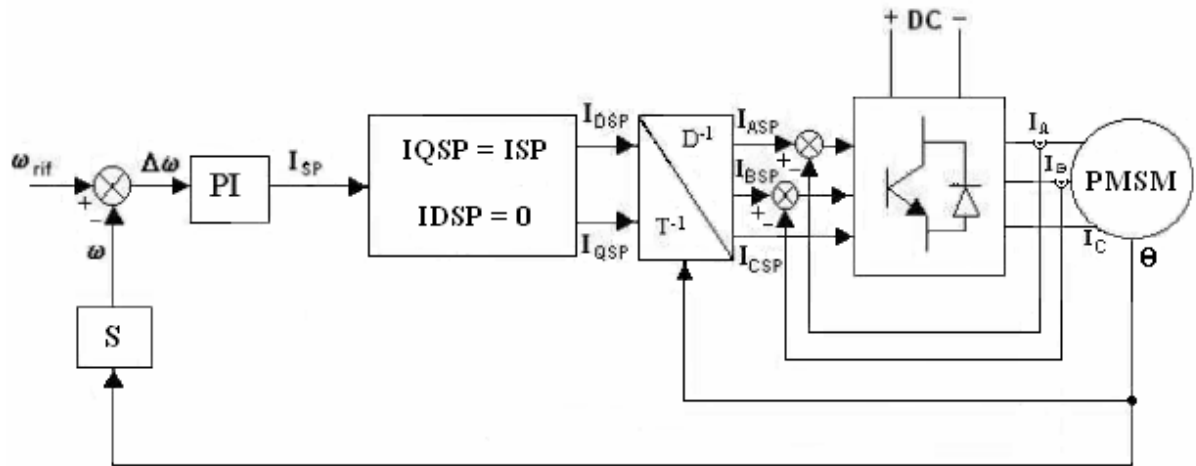 + DC −
ω_rif
+
−
Δω
PI
I_SP
IQSP = ISP
IDSP = 0
I_DSP
I_QSP
D⁻¹
T⁻¹
I_ASP
+
−
I_BSP
+
−
I_CSP
I_A
I_B
I_C
PMSM
Θ
ω
S